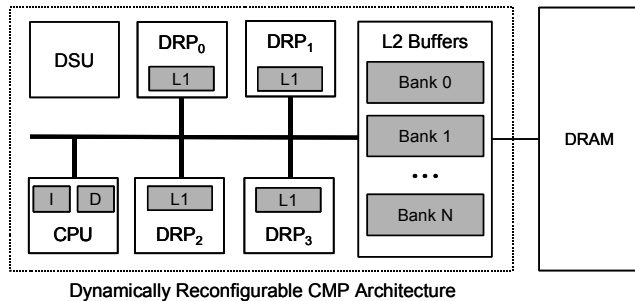 DSU
DRP0
L1
DRP1
L1
L2 Buffers
Bank 0
Bank 1
...
Bank N
DRAM
I
D
CPU
L1
DRP2
L1
DRP3
Dynamically Reconfigurable CMP Architecture